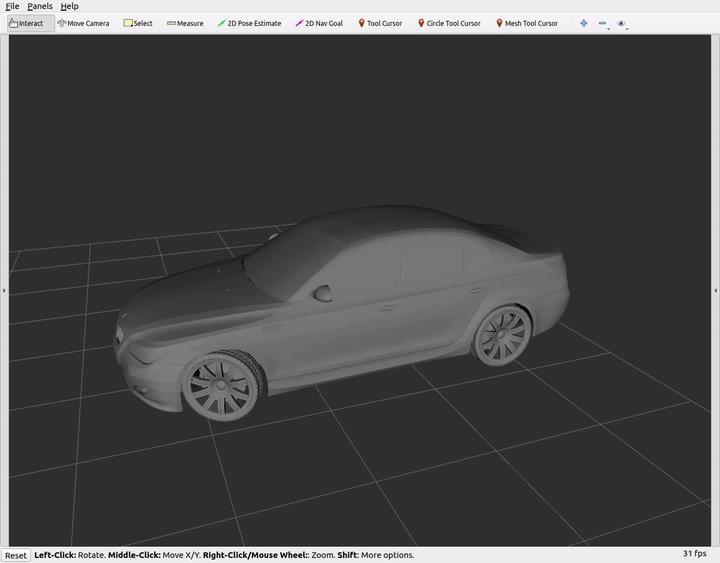 File Panels Help
Interact Move Camera Select Measure 2D Pose Estimate 2D Nav Goal Tool Cursor Circle Tool Cursor Mesh Tool Cursor
Reset Left-Click: Rotate. Middle-Click: Move X/Y. Right-Click/Mouse Wheel:: Zoom. Shift: More options. 31 fps